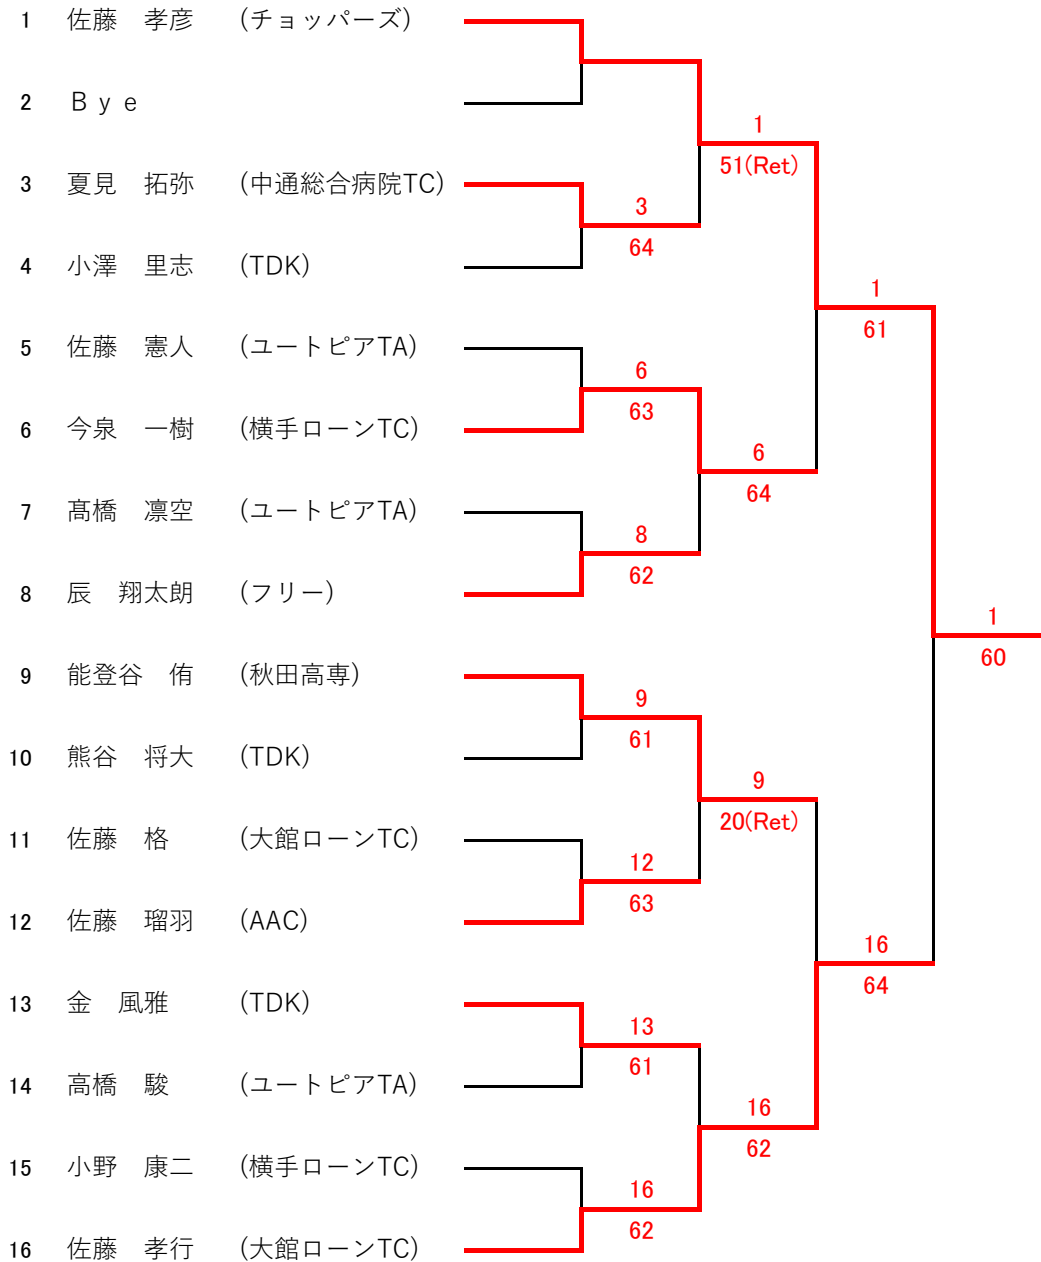 1 佐藤　孝彦 (チョッパーズ)
2 Ｂｙｅ
1
51(Ret)
3 夏見　拓弥 (中通総合病院TC)
3
64
4 小澤　里志 (TDK)
1
61
5 佐藤　憲人 (ユートピアTA)
6
63
6 今泉　一樹 (横手ローンTC)
6
64
7 髙橋　凛空 (ユートピアTA)
8
62
8 辰　翔太朗 (フリー)
1
60
9 能登谷　侑 (秋田高専)
9
61
10 熊谷　将大 (TDK)
9
20(Ret)
11 佐藤　格 (大館ローンTC)
12
63
12 佐藤　瑠羽 (AAC)
16
64
13 金　風雅 (TDK)
13
61
14 高橋　駿 (ユートピアTA)
16
62
15 小野　康二 (横手ローンTC)
16
62
16 佐藤　孝行 (大館ローンTC)